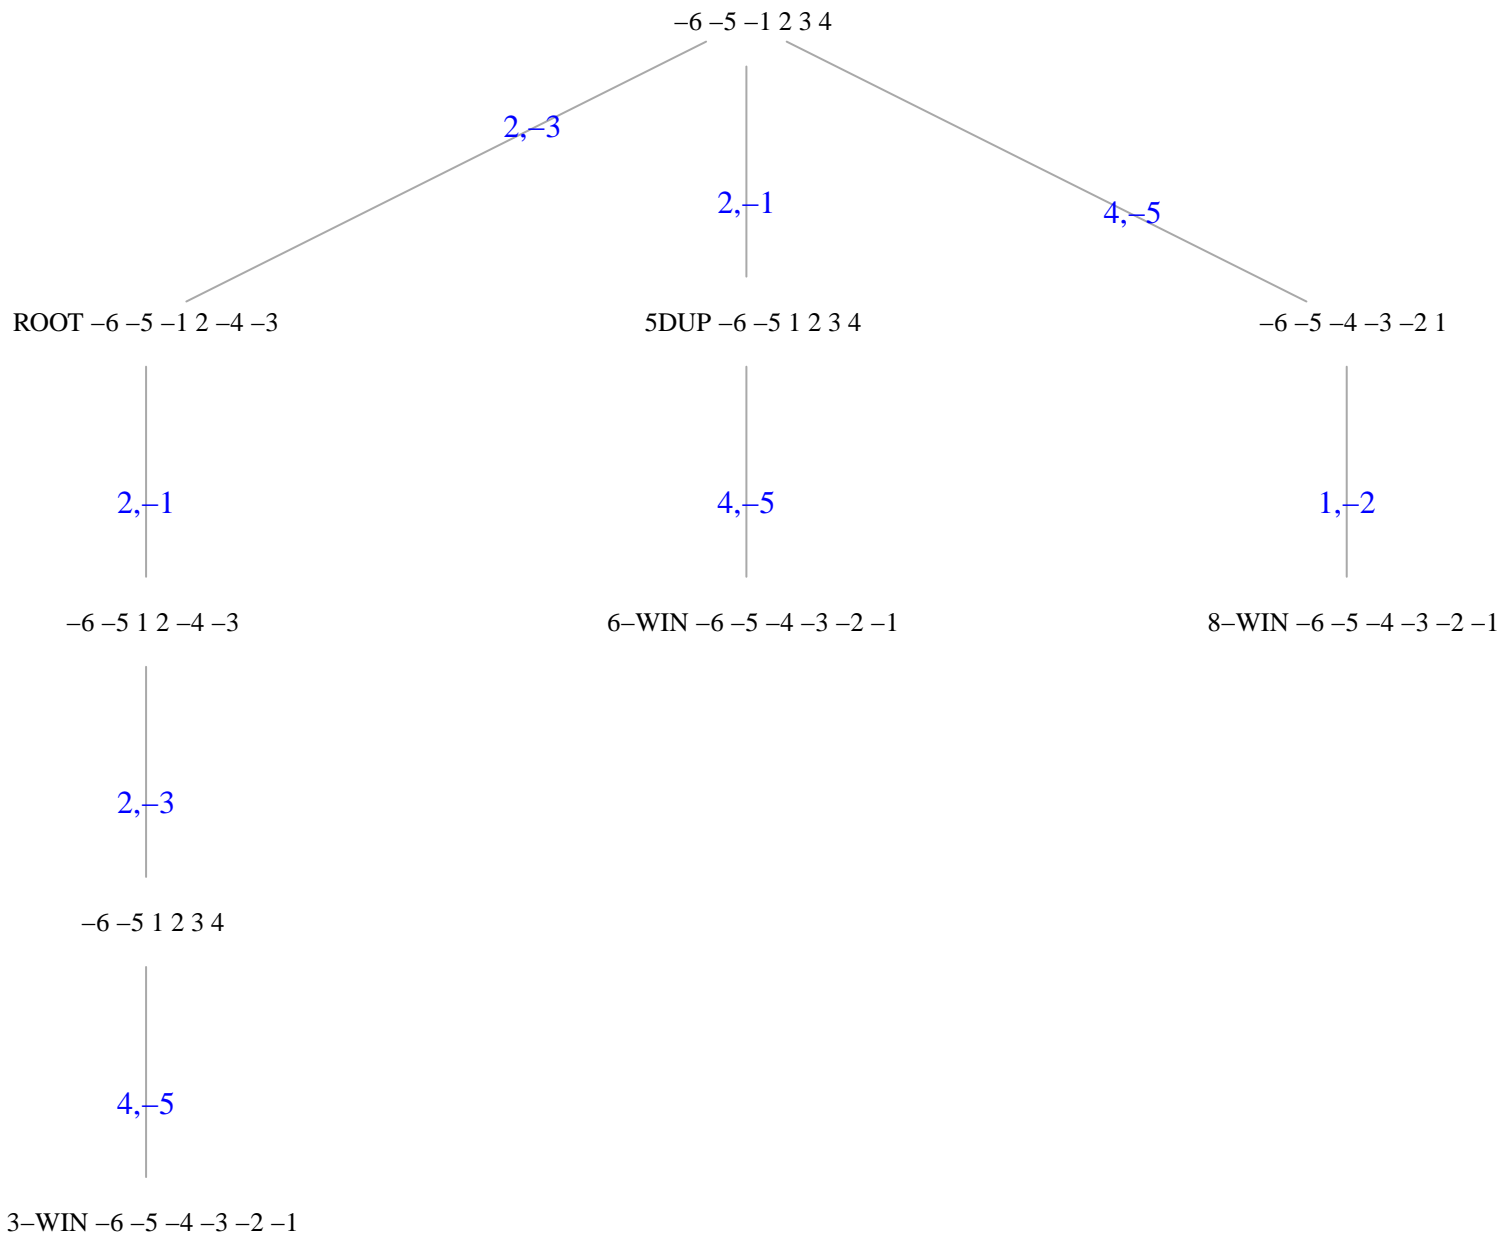 –6 –5 –1 2 3 4
2,–3
2,–1
4,–5
ROOT –6 –5 –1 2 –4 –3
5DUP –6 –5 1 2 3 4
–6 –5 –4 –3 –2 1
2,–1
4,–5
1,–2
–6 –5 1 2 –4 –3
6–WIN –6 –5 –4 –3 –2 –1
8–WIN –6 –5 –4 –3 –2 –1
2,–3
–6 –5 1 2 3 4
4,–5
3–WIN –6 –5 –4 –3 –2 –1